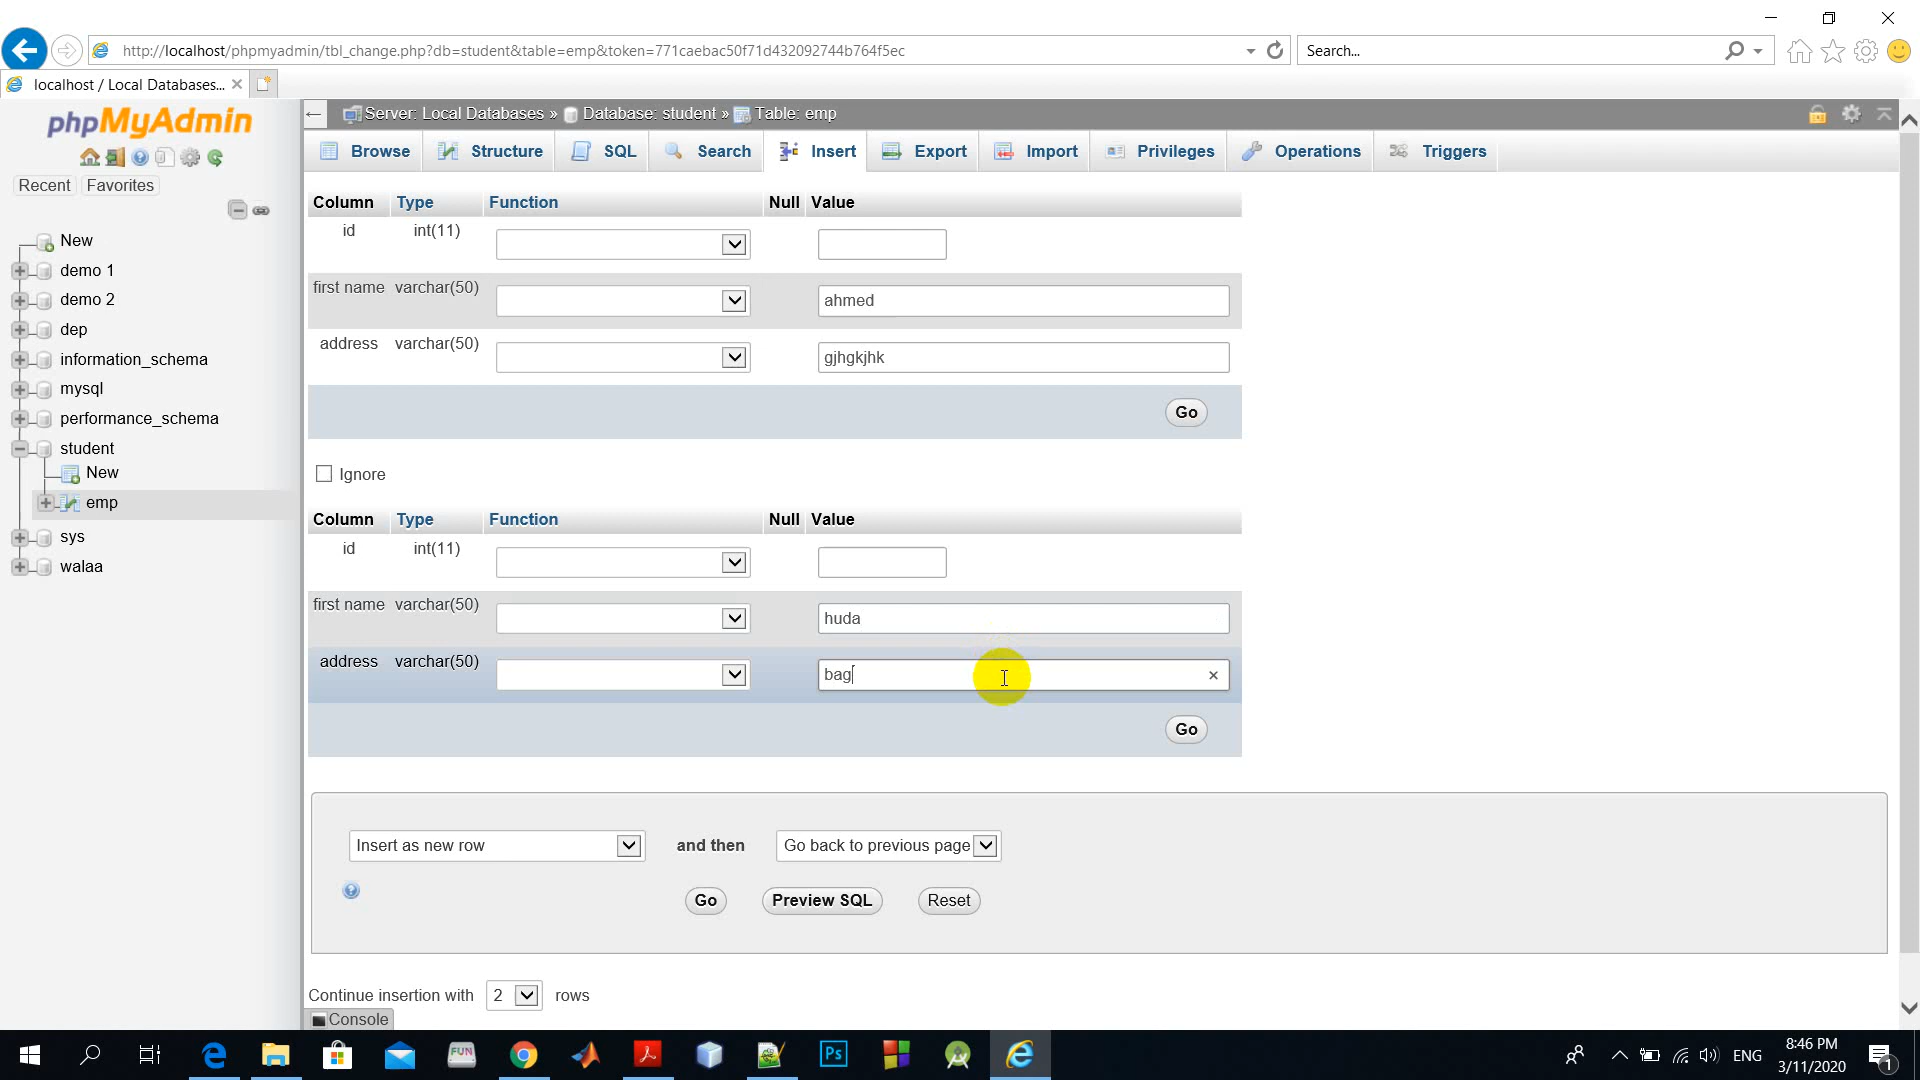 http://localhost/phpmyadmin/tbl_change.php?db=student&table=emp&token=771caebac50f71d432092744b764f5ec
Search...
localhost / Local Databases...
phpMyAdmin
Server: Local Databases » Database: student » Table: emp
Browse Structure SQL Search Insert Export Import Privileges Operations Triggers
Recent Favorites
New
demo 1
demo 2
dep
information_schema
mysql
performance_schema
student
New
emp
sys
walaa
Column Type Function Null Value
id int(11)
first name varchar(50) ahmed
address varchar(50) gjhgkjhk
Go
Ignore
Column Type Function Null Value
id int(11)
first name varchar(50) huda
address varchar(50) bag
Go
Insert as new row and then Go back to previous page
Go Preview SQL Reset
Continue insertion with 2 rows
Console
FUN
Ps
ENG
8:46 PM
3/11/2020
1